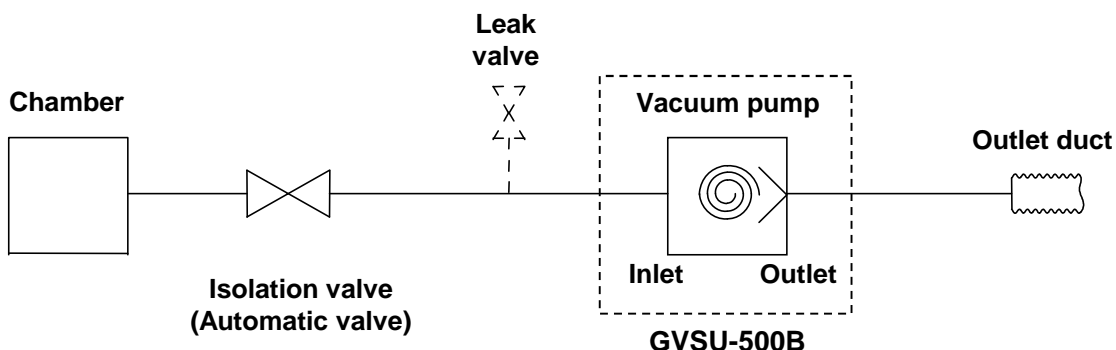 Leak
valve
Chamber
Vacuum pump
Outlet duct
Inlet
Outlet
Isolation valve
(Automatic valve)
GVSU-500B